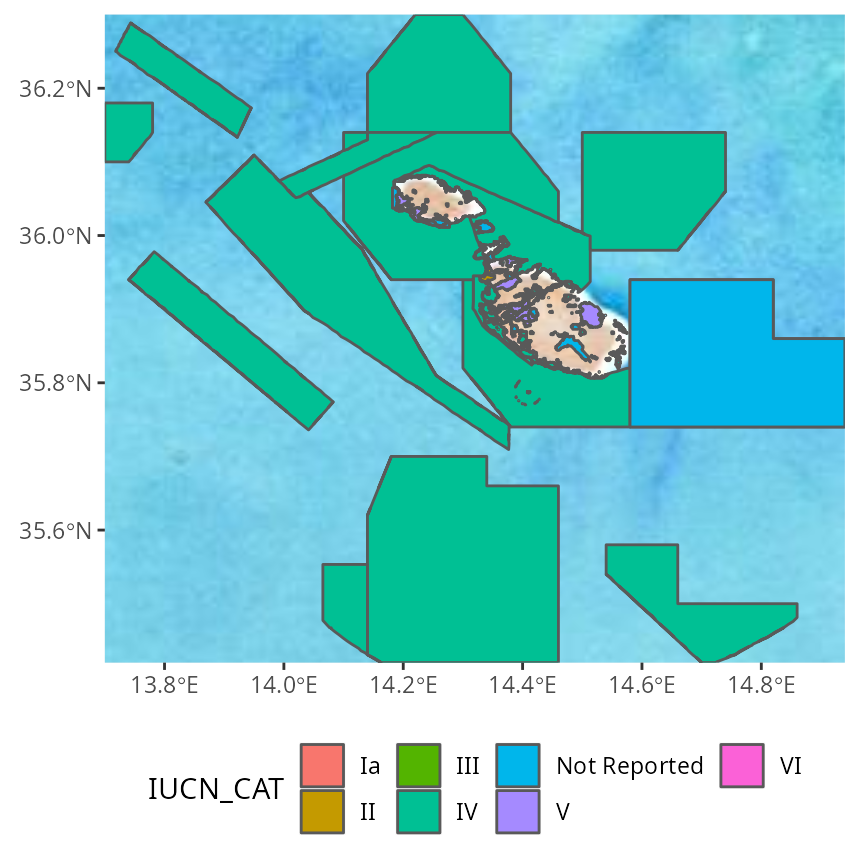 36.2°N
36.0°N
35.8°N
35.6°N
13.8°E 14.0°E 14.2°E 14.4°E 14.6°E 14.8°E
IUCN_CAT
Ia III Not Reported VI
II IV V